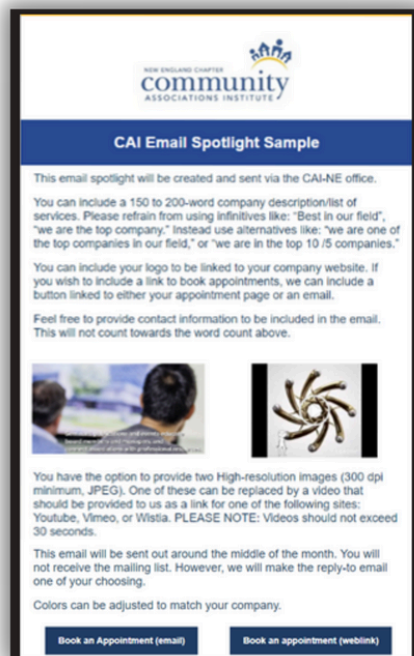 NEW ENGLAND CHAPTER
community
ASSOCIATIONS INSTITUTE
CAI Email Spotlight Sample
This email spotlight will be created and sent via the CAI-NE office.
You can include a 150 to 200-word company description/list of
services. Please refrain from using infinitives like: “Best in our field”,
“we are the top company.” Instead use alternatives like: “we are one of
the top companies in our field,” or “we are in the top 10 /5 companies.”
You can include your logo to be linked to your company website. If
you wish to include a link to book appointments, we can include a
button linked to either your appointment page or an email.
Feel free to provide contact information to be included in the email.
This will not count towards the word count above.
You have the option to provide two High-resolution images (300 dpi
minimum, JPEG). One of these can be replaced by a video that
should be provided to us as a link for one of the following sites:
Youtube, Vimeo, or Wistia. PLEASE NOTE: Videos should not exceed
30 seconds.
This email will be sent out around the middle of the month. You will
not receive the mailing list. However, we will make the reply-to email
one of your choosing.
Colors can be adjusted to match your company.
Book an Appointment (email)
Book an appointment (weblink)